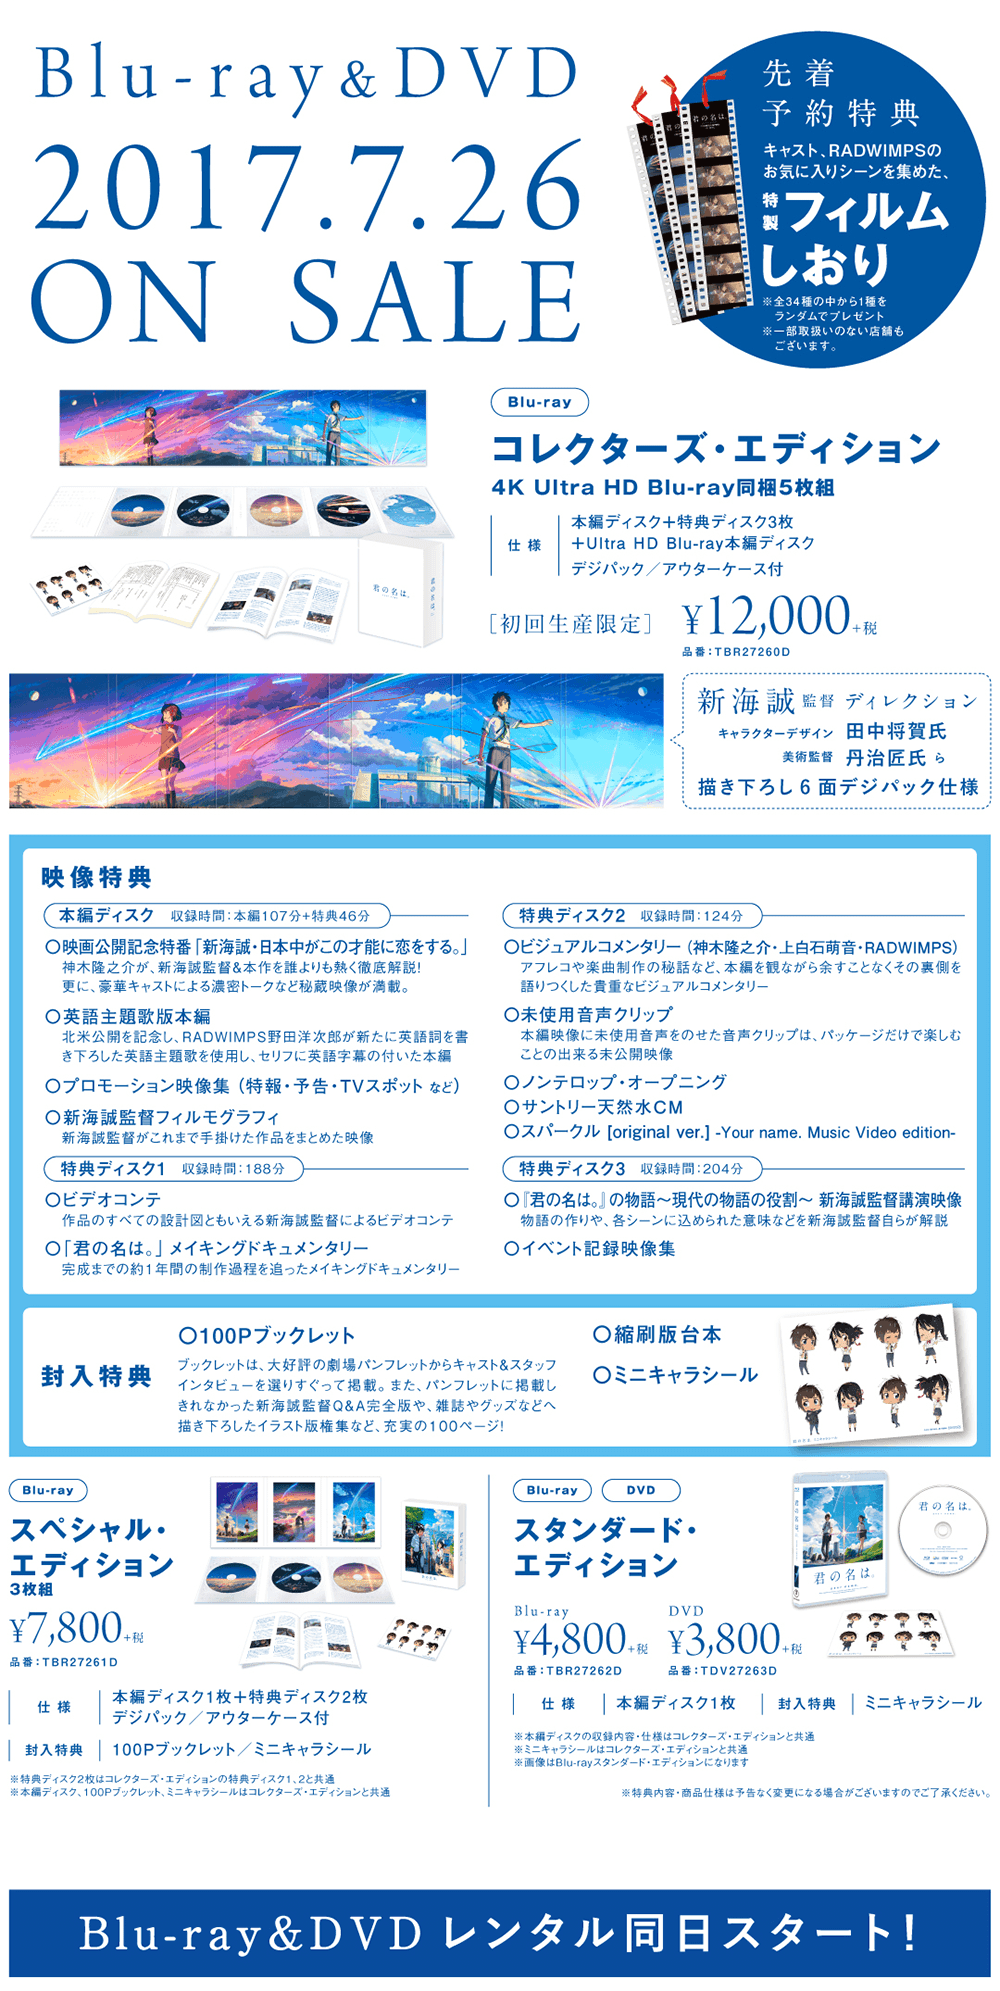 Blu-ray&DVD
2017.7.26
ON SALE
先着
予約特典
キャスト、RADWIMPSの
お気に入りシーンを集めた、
特製 フィルム
しおり
※全34種の中から1種を
ランダムでプレゼント
※一部取扱いのない店舗も
ございます。
Blu-ray
コレクターズ・エディション
4K Ultra HD Blu-ray同梱5枚組
仕様
本編ディスク＋特典ディスク3枚
＋Ultra HD Blu-ray本編ディスク
デジパック／アウターケース付
［初回生産限定］ ¥12,000+税
品番：TBR27260D
君の名は。
君の名は。
新海誠監督 ディレクション
キャラクターデザイン 田中将賀氏
美術監督 丹治匠氏 ら
描き下ろし6面デジパック仕様
映像特典
本編ディスク 収録時間：本編107分+特典46分
〇映画公開記念特番「新海誠・日本中がこの才能に恋をする。」
神木隆之介が、新海誠監督&本作を誰よりも熱く徹底解説!
更に、豪華キャストによる濃密トークなど秘蔵映像が満載。
〇英語主題歌版本編
北米公開を記念し、RADWIMPS野田洋次郎が新たに英語詞を書
き下ろした英語主題歌を使用し、セリフに英語字幕の付いた本編
〇プロモーション映像集（特報・予告・TVスポット など）
〇新海誠監督フィルモグラフィ
新海誠監督がこれまで手掛けた作品をまとめた映像
特典ディスク1 収録時間：188分
〇ビデオコンテ
作品のすべての設計図ともいえる新海誠監督によるビデオコンテ
〇「君の名は。」メイキングドキュメンタリー
完成までの約1年間の制作過程を追ったメイキングドキュメンタリー
特典ディスク2 収録時間：124分
〇ビジュアルコメンタリー（神木隆之介・上白石萌音・RADWIMPS）
アフレコや楽曲制作の秘話など、本編を観ながら余すことなくその裏側を
語りつくした貴重なビジュアルコメンタリー
〇未使用音声クリップ
本編映像に未使用音声をのせた音声クリップは、パッケージだけで楽しむ
ことの出来る未公開映像
〇ノンテロップ・オープニング
〇サントリー天然水CM
〇スパークル [original ver.] -Your name. Music Video edition-
特典ディスク3 収録時間：204分
〇『君の名は。』の物語～現代の物語の役割～ 新海誠監督講演映像
物語の作りや、各シーンに込められた意味などを新海誠監督自らが解説
〇イベント記録映像集
封入特典
〇100Pブックレット
ブックレットは、大好評の劇場パンフレットからキャスト&スタッフ
インタビューを選りすぐって掲載。また、パンフレットに掲載し
きれなかった新海誠監督Q&A完全版や、雑誌やグッズなどへ
描き下ろしたイラスト版権集など、充実の100ページ!
〇縮刷版台本
〇ミニキャラシール
Blu-ray
スペシャル・
エディション
3枚組
¥7,800+税
品番：TBR27261D
仕様
本編ディスク1枚＋特典ディスク2枚
デジパック／アウターケース付
封入特典 100Pブックレット／ミニキャラシール
※特典ディスク2枚はコレクターズ・エディションの特典ディスク1、2と共通
※本編ディスク、100Pブックレット、ミニキャラシールはコレクターズ・エディションと共通
Blu-ray DVD
スタンダード・
エディション
君の名は。
君の名は。
Blu-ray
¥4,800+税
品番：TBR27262D
DVD
¥3,800+税
品番：TDV27263D
仕様 本編ディスク1枚 封入特典 ミニキャラシール
※本編ディスクの収録内容・仕様はコレクターズ・エディションと共通
※ミニキャラシールはコレクターズ・エディションと共通
※画像はBlu-rayスタンダード・エディションになります
※特典内容・商品仕様は予告なく変更になる場合がございますのでご了承ください。
Blu-ray&DVD レンタル同日スタート!